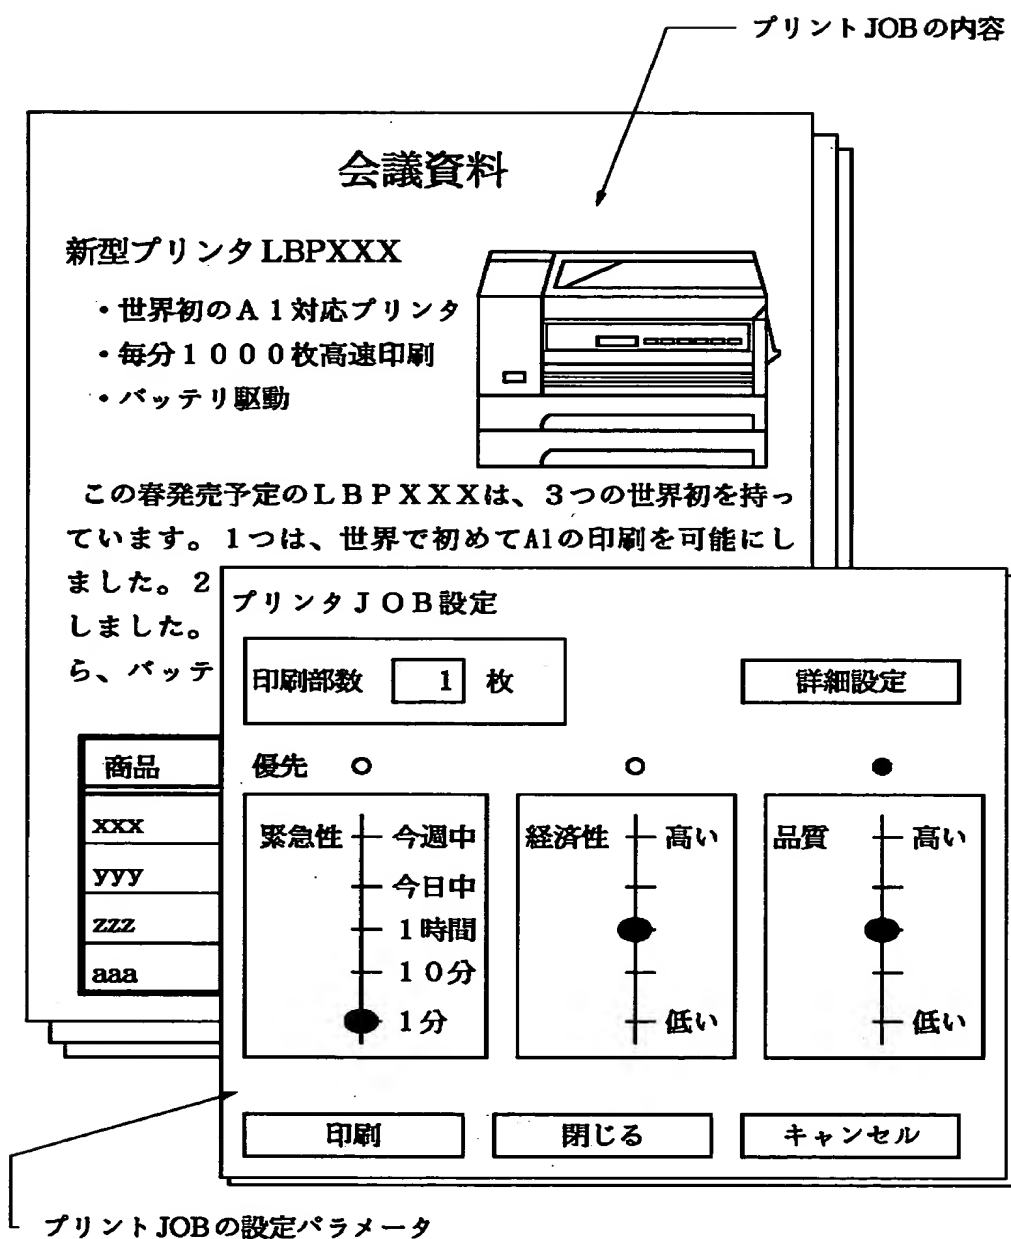 プリントJOBの内容
会議資料
新型プリンタLBPXXX
・世界初のA1対応プリンタ
・毎分1000枚高速印刷
・バッテリ駆動
この春発売予定のLBPXXXは、3つの世界初を持っ
ています。1つは、世界で初めてA1の印刷を可能にし
ました。2
しました。
ら、バッテ
商品
xxx
yyy
zzz
aaa
プリンタJOB設定
印刷部数 1 枚
詳細設定
優先
緊急性 今週中
今日中
1時間
10分
1分
経済性 高い
低い
品質 高い
低い
印刷
閉じる
キャンセル
プリントJOBの設定パラメータ